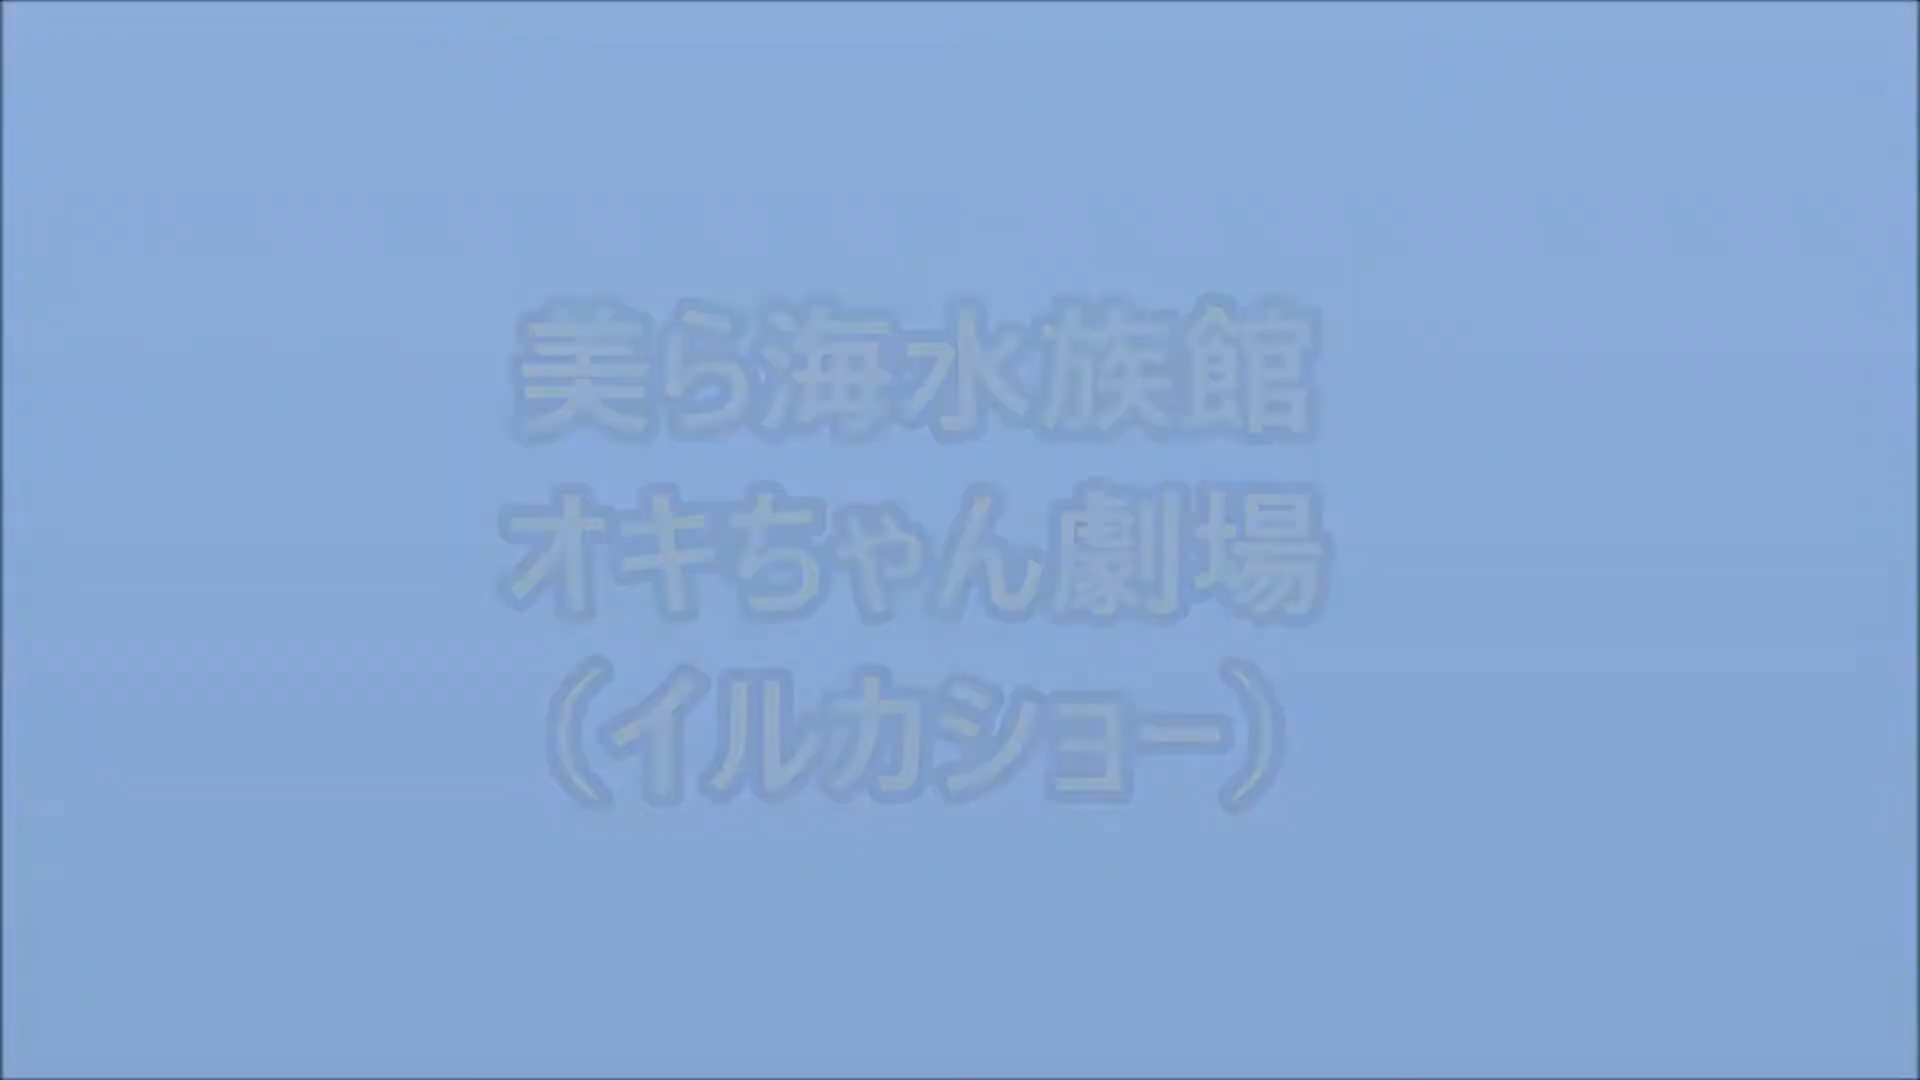 美ら海水族館
オキちゃん劇場
（イルカショー）